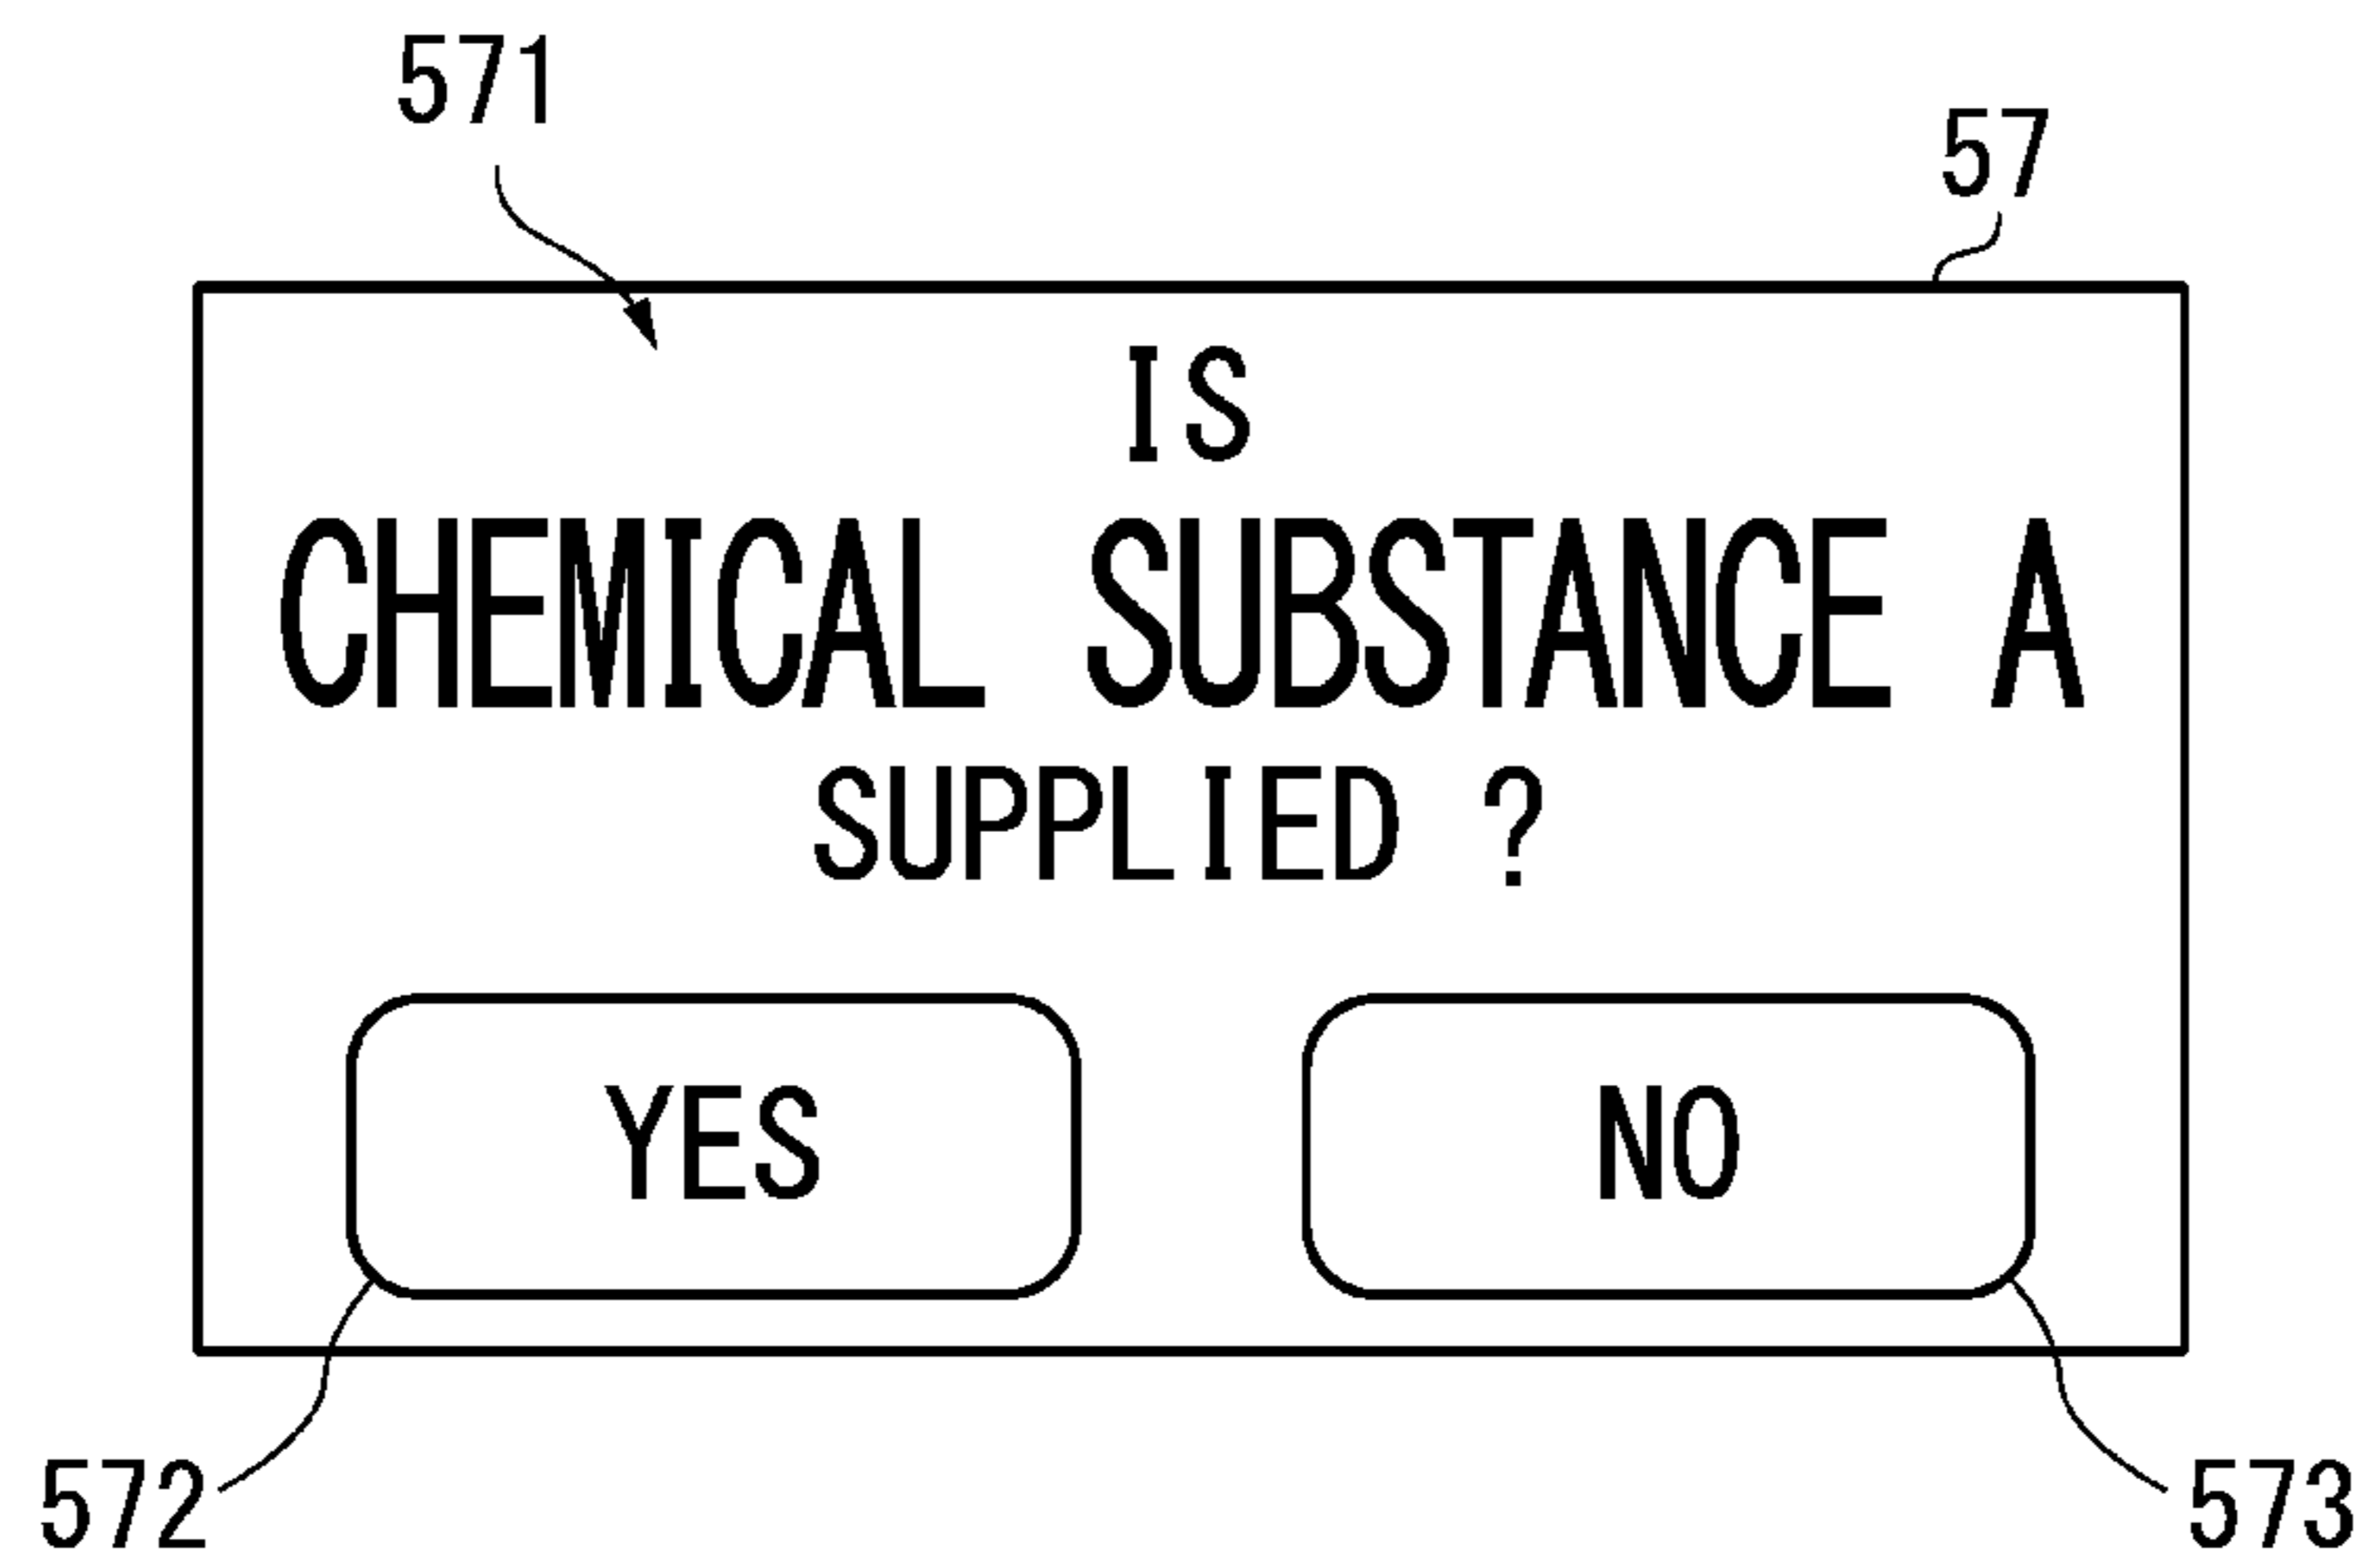 571
57
IS
CHEMICAL SUBSTANCE A
SUPPLIED ?
YES NO
572 573